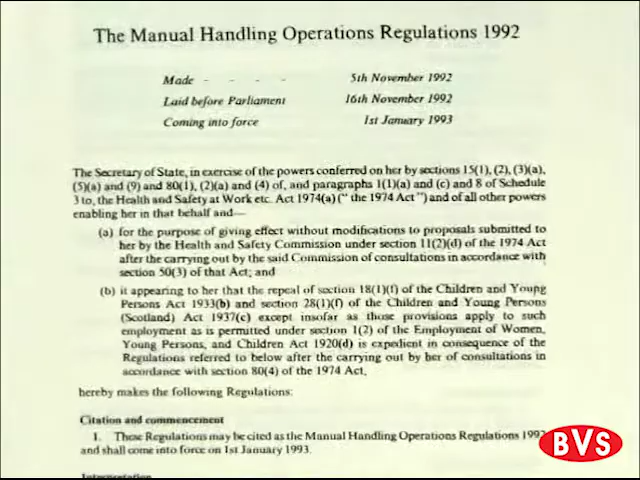 The Manual Handling Operations Regulations 1992
Made - - - - 5th November 1992
Laid before Parliament 16th November 1992
Coming into force 1st January 1993
The Secretary of State, in exercise of the powers conferred on her by sections 15(1), (2), (3)(a),
(5)(a) and (9) and 80(1), (2)(a) and (4) of, and paragraphs 1(1)(a) and (c) and 8 of Schedule
3 to, the Health and Safety at Work etc. Act 1974(a) (“ the 1974 Act ”) and of all other powers
enabling her in that behalf and—
(a) for the purpose of giving effect without modifications to proposals submitted to
her by the Health and Safety Commission under section 11(2)(d) of the 1974 Act
after the carrying out by the said Commission of consultations in accordance with
section 50(3) of that Act; and
(b) it appearing to her that the repeal of section 18(1)(f) of the Children and Young
Persons Act 1933(b) and section 28(1)(f) of the Children and Young Persons
(Scotland) Act 1937(c) except insofar as those provisions apply to such
employment as is permitted under section 1(2) of the Employment of Women,
Young Persons, and Children Act 1920(d) is expedient in consequence of the
Regulations referred to below after the carrying out by her of consultations in
accordance with section 80(4) of the 1974 Act,
hereby makes the following Regulations:
Citation and commencement
1. These Regulations may be cited as the Manual Handling Operations Regulations 1992
and shall come into force on 1st January 1993.
BVS
Interpretation